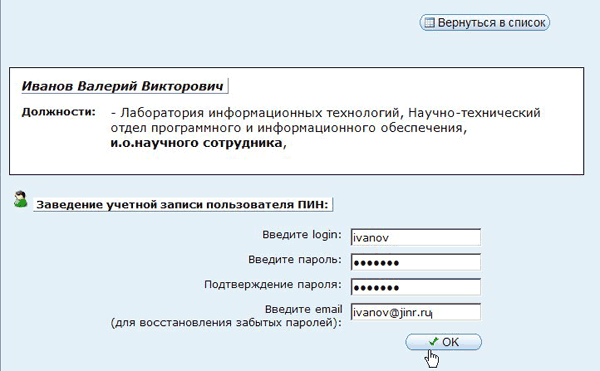 Вернуться в список
Иванов Валерий Викторович
Должности: - Лаборатория информационных технологий, Научно-технический
отдел программного и информационного обеспечения,
и.о.научного сотрудника,
Заведение учетной записи пользователя ПИН:
Введите login: ivanov
Введите пароль: •••••••
Подтверждение пароля: •••••••
Введите email ivanov@jinr.ru
(для восстановления забытых паролей):
OK